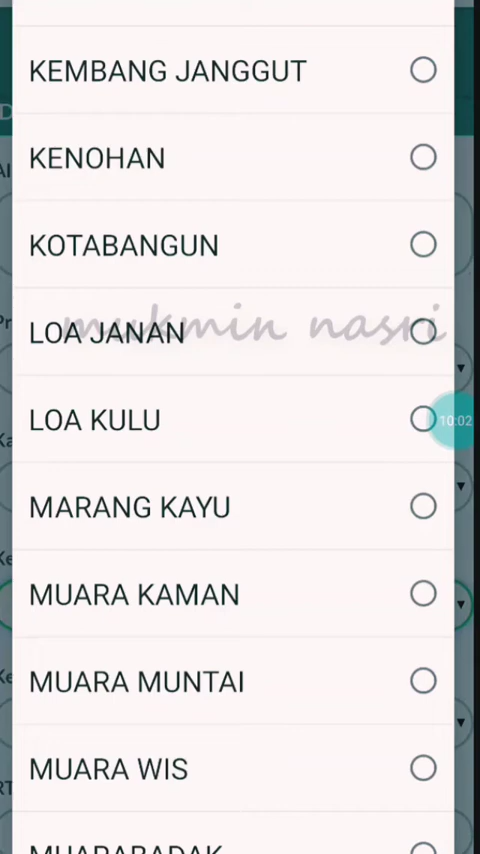 KEMBANG JANGGUT
KENOHAN
KOTABANGUN
mukmin nasri
LOA JANAN
LOA KULU
10:02
MARANG KAYU
MUARA KAMAN
MUARA MUNTAI
MUARA WIS
MUARABADAK